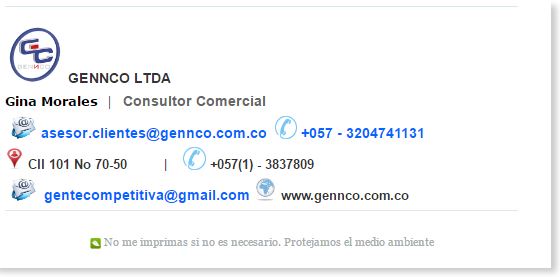 GEC
GENNCO
GENNCO LTDA
Gina Morales | Consultor Comercial
asesor.clientes@gennco.com.co +057 - 3204741131
Cll 101 No 70-50 | +057(1) - 3837809
gentecompetitiva@gmail.com www.gennco.com.co
No me imprimas si no es necesario. Protejamos el medio ambiente